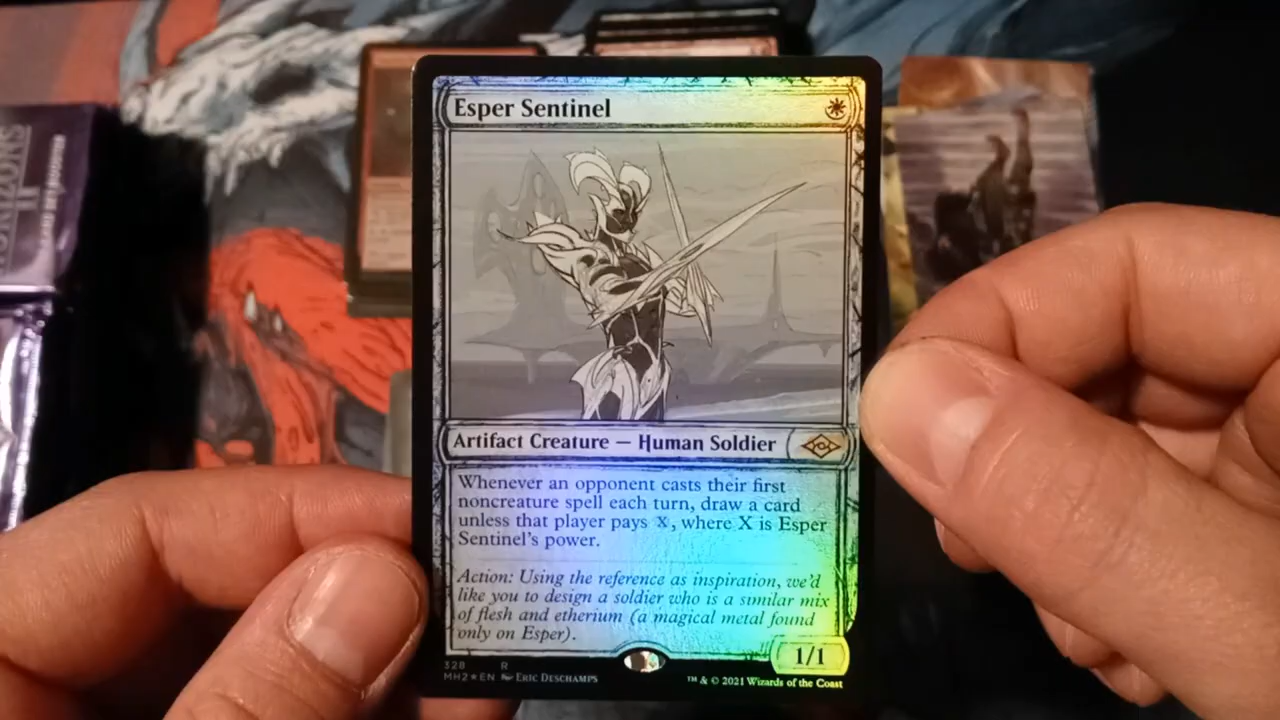 Esper Sentinel
Artifact Creature — Human Soldier
Whenever an opponent casts their first
noncreature spell each turn, draw a card
unless that player pays X, where X is Esper
Sentinel's power.
Action: Using the reference as inspiration, we'd
like you to design a soldier who is a similar mix
of flesh and etherium (a magical metal found
only on Esper).
1/1
328 R
MH2★EN Eric Deschamps
™ & © 2021 Wizards of the Coast
HORIZONS
II